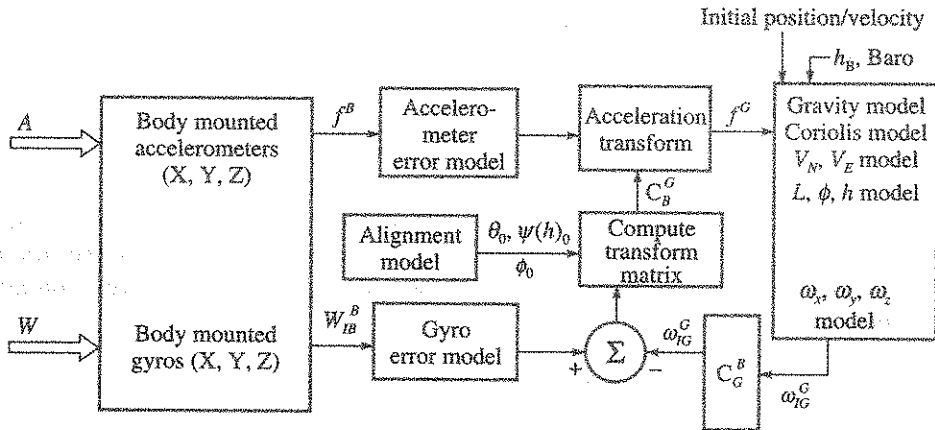 Initial position/velocity
h_B, Baro
A
Body mounted
accelerometers
(X, Y, Z)
f^B
Accelero-
meter
error model
Acceleration
transform
f^G
Gravity model
Coriolis model
V_N, V_E model
L, ϕ, h model
C_B^G
Alignment
model
θ_0, ψ(h)_0
ϕ_0
Compute
transform
matrix
ω_x, ω_y, ω_z
model
W
Body mounted
gyros (X, Y, Z)
W_IB^B
Gyro
error model
+
Σ
−
ω_IG^G
C_G^B
ω_IG^G